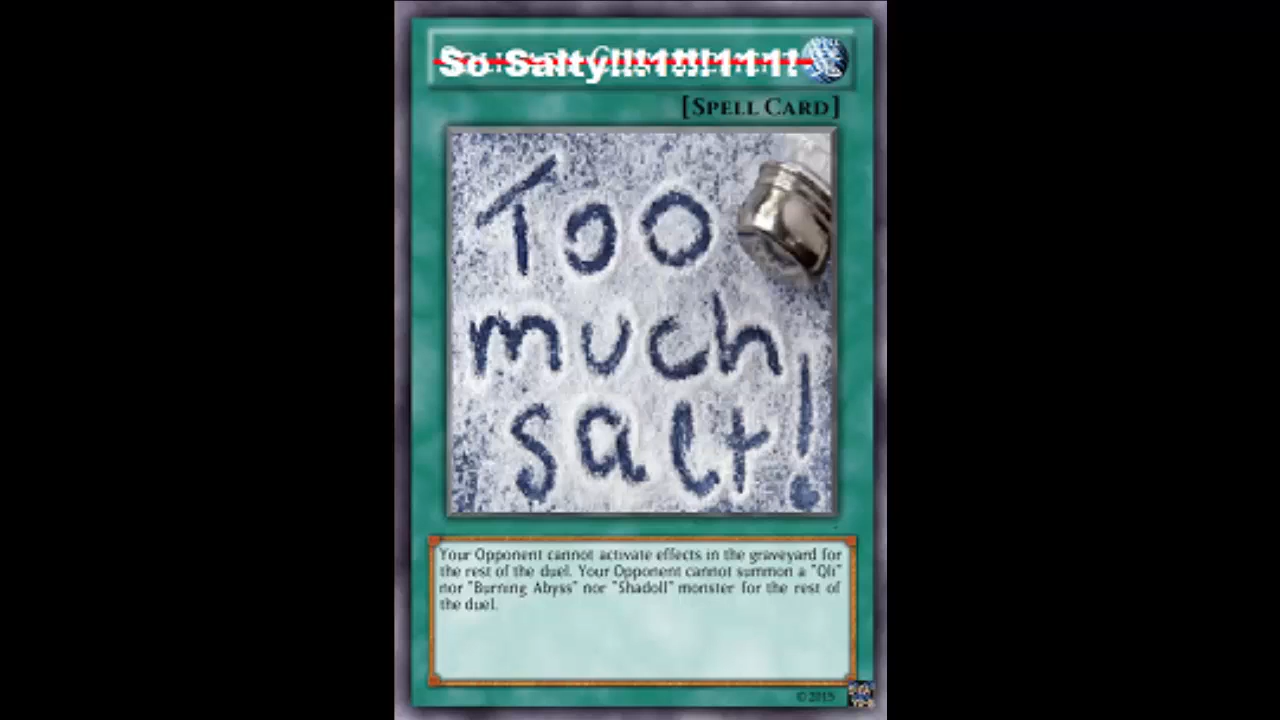 So Salty!!!1!!!111!
[SPELL CARD]
Too
much
salt!
Your Opponent cannot activate effects in the graveyard for
the rest of the duel. Your Opponent cannot summon a "Qli"
nor "Burning Abyss" nor "Shadoll" monster for the rest of
the duel.
©2015